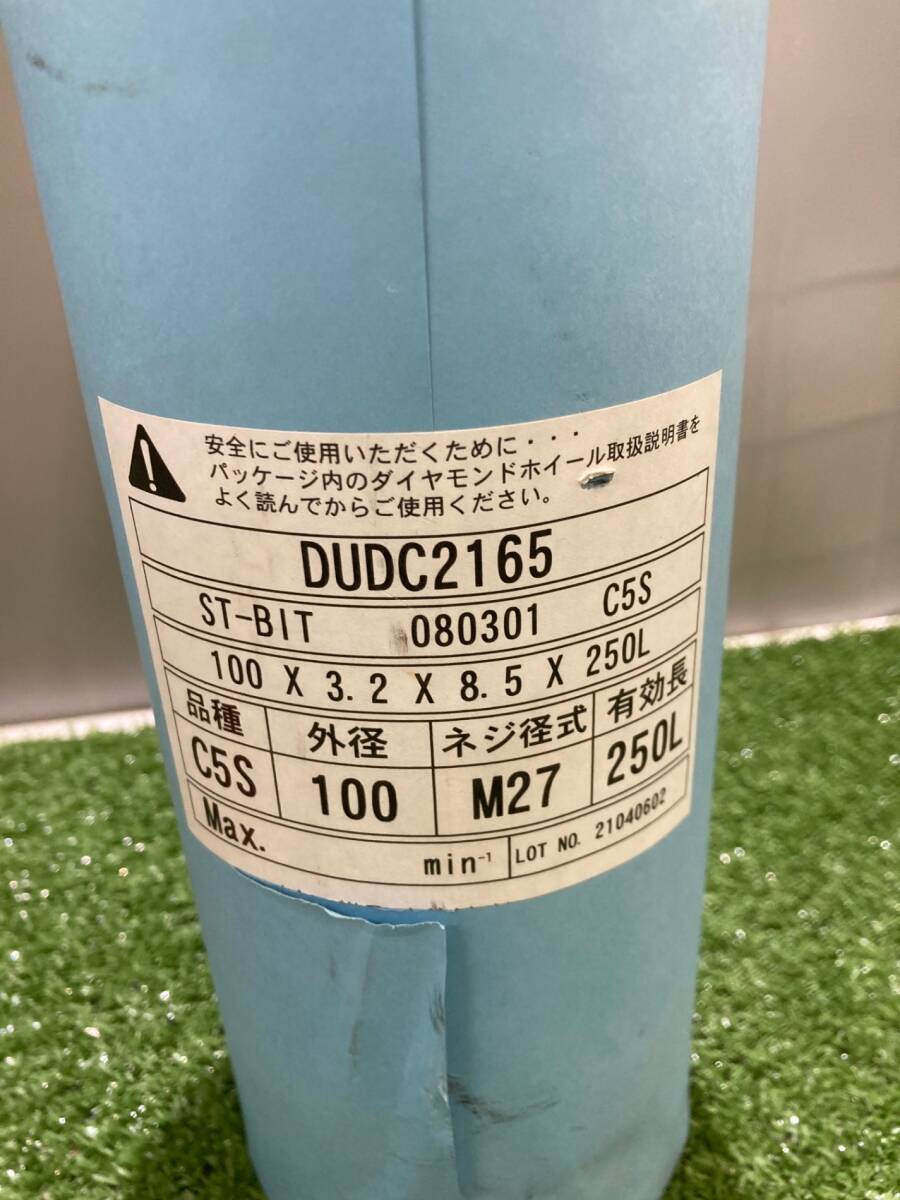 安全にご使用いただくために・・・
パッケージ内のダイヤモンドホイール取扱説明書を
よく読んでからご使用ください。
DUDC2165
ST-BIT 080301 C5S
100 X 3.2 X 8.5 X 250L
品種 外径 ネジ径式 有効長
C5S 100 M27 250L
Max. min⁻¹ LOT NO. 21040602